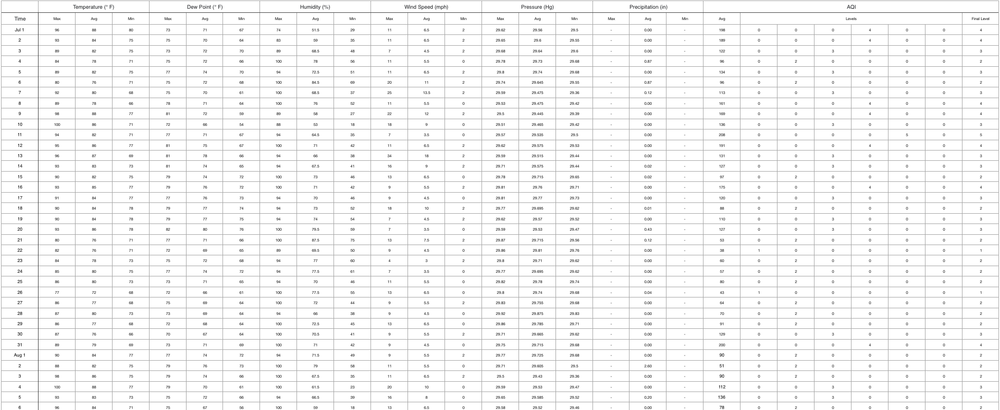 Temperature (° F) Dew Point (° F) Humidity (%) Wind Speed (mph) Pressure (Hg) Precipitation (in) AQI
Time Max Avg Min Max Avg Min Max Avg Min Max Avg Min Max Avg Min Max Avg Min Avg Levels Final Level
Jul 1 96 88 80 73 71 67 74 51.5 29 11 6.5 2 29.62 29.56 29.5 - 0.00 - 198 0 0 0 4 0 0 4
2 93 84 75 75 70 64 83 59 35 11 6.5 2 29.65 29.6 29.55 - 0.00 - 189 0 0 0 4 0 0 4
3 89 82 75 73 72 70 89 68.5 48 7 4.5 2 29.68 29.64 29.6 - 0.00 - 122 0 0 3 0 0 0 3
4 84 78 71 75 72 66 100 78 56 11 5.5 0 29.78 29.73 29.68 - 0.87 - 96 0 2 0 0 0 0 2
5 89 82 75 77 74 70 94 72.5 51 11 6.5 2 29.8 29.74 29.68 - 0.00 - 134 0 0 3 0 0 0 3
6 80 76 71 75 72 68 100 84.5 69 20 11 2 29.74 29.645 29.55 - 0.87 - 96 0 2 0 0 0 0 2
7 92 80 68 75 70 61 100 68.5 37 25 13.5 2 29.59 29.475 29.36 - 0.12 - 113 0 0 3 0 0 0 3
8 89 78 66 78 71 64 100 76 52 11 5.5 0 29.53 29.475 29.42 - 0.00 - 161 0 0 0 4 0 0 4
9 98 88 77 81 72 59 89 58 27 22 12 2 29.5 29.445 29.39 - 0.00 - 169 0 0 0 4 0 0 4
10 100 86 71 72 66 54 88 53 18 18 9 0 29.51 29.465 29.42 - 0.00 - 136 0 0 3 0 0 0 3
11 94 82 71 77 71 67 94 64.5 35 7 3.5 0 29.57 29.535 29.5 - 0.00 - 208 0 0 0 0 5 0 5
12 95 86 77 81 75 67 100 71 42 11 6.5 2 29.62 29.575 29.53 - 0.00 - 191 0 0 0 4 0 0 4
13 96 87 69 81 78 66 94 66 38 34 18 2 29.59 29.515 29.44 - 0.00 - 131 0 0 3 0 0 0 3
14 93 83 73 81 74 65 94 67.5 41 16 9 2 29.71 29.575 29.44 - 0.02 - 127 0 0 3 0 0 0 3
15 90 82 75 79 74 72 100 73 46 13 6.5 0 29.78 29.715 29.65 - 0.02 - 97 0 2 0 0 0 0 2
16 93 85 77 79 76 72 100 71 42 9 5.5 2 29.81 29.76 29.71 - 0.00 - 175 0 0 0 4 0 0 4
17 91 84 77 77 76 73 94 70 46 9 4.5 0 29.81 29.77 29.73 - 0.00 - 120 0 0 3 0 0 0 3
18 90 84 78 79 77 74 94 73 52 18 10 2 29.77 29.695 29.62 - 0.01 - 88 0 2 0 0 0 0 2
19 90 84 78 79 77 75 94 74 54 7 4.5 2 29.62 29.57 29.52 - 0.00 - 110 0 0 3 0 0 0 3
20 93 86 78 82 80 76 100 79.5 59 7 3.5 0 29.59 29.53 29.47 - 0.43 - 127 0 0 3 0 0 0 3
21 80 76 71 77 71 66 100 87.5 75 13 7.5 2 29.87 29.715 29.56 - 0.12 - 53 0 2 0 0 0 0 2
22 82 76 71 72 69 65 89 69.5 50 9 4.5 0 29.86 29.81 29.76 - 0.00 - 38 1 0 0 0 0 0 1
23 84 78 73 75 72 68 94 77 60 4 3 2 29.8 29.71 29.62 - 0.00 - 60 0 2 0 0 0 0 2
24 85 80 75 77 74 72 94 77.5 61 7 3.5 0 29.77 29.695 29.62 - 0.00 - 57 0 2 0 0 0 0 2
25 86 80 73 73 71 65 94 70 46 11 5.5 0 29.82 29.78 29.74 - 0.00 - 80 0 2 0 0 0 0 2
26 77 72 68 72 66 61 100 77.5 55 13 6.5 0 29.8 29.74 29.68 - 0.04 - 43 1 0 0 0 0 0 1
27 86 77 68 75 69 64 100 72 44 9 5.5 2 29.83 29.755 29.68 - 0.00 - 64 0 2 0 0 0 0 2
28 87 80 73 73 69 64 94 66 38 9 4.5 0 29.92 29.875 29.83 - 0.00 - 70 0 2 0 0 0 0 2
29 86 77 68 72 68 64 100 72.5 45 13 6.5 0 29.86 29.785 29.71 - 0.00 - 91 0 2 0 0 0 0 2
30 87 76 66 70 67 64 100 70.5 41 9 5.5 2 29.71 29.665 29.62 - 0.00 - 129 0 0 3 0 0 0 3
31 89 79 69 73 71 69 100 71 42 9 4.5 0 29.75 29.715 29.68 - 0.00 - 200 0 0 0 4 0 0 4
Aug 1 90 84 77 77 74 72 94 71.5 49 9 5.5 2 29.77 29.725 29.68 - 0.00 - 90 0 2 0 0 0 0 2
2 88 82 75 79 76 73 100 79 58 11 5.5 0 29.71 29.605 29.5 - 2.60 - 51 0 2 0 0 0 0 2
3 98 86 75 79 74 66 100 67.5 35 11 6.5 2 29.5 29.43 29.36 - 0.00 - 90 0 2 0 0 0 0 2
4 100 88 77 79 70 61 100 61.5 23 20 10 0 29.59 29.53 29.47 - 0.00 - 112 0 0 3 0 0 0 3
5 93 83 73 75 72 66 94 66.5 39 16 8 0 29.65 29.585 29.52 - 0.20 - 136 0 0 3 0 0 0 3
6 96 84 71 75 67 56 100 59 18 13 6.5 0 29.58 29.52 29.46 - 0.00 - 78 0 2 0 0 0 0 2